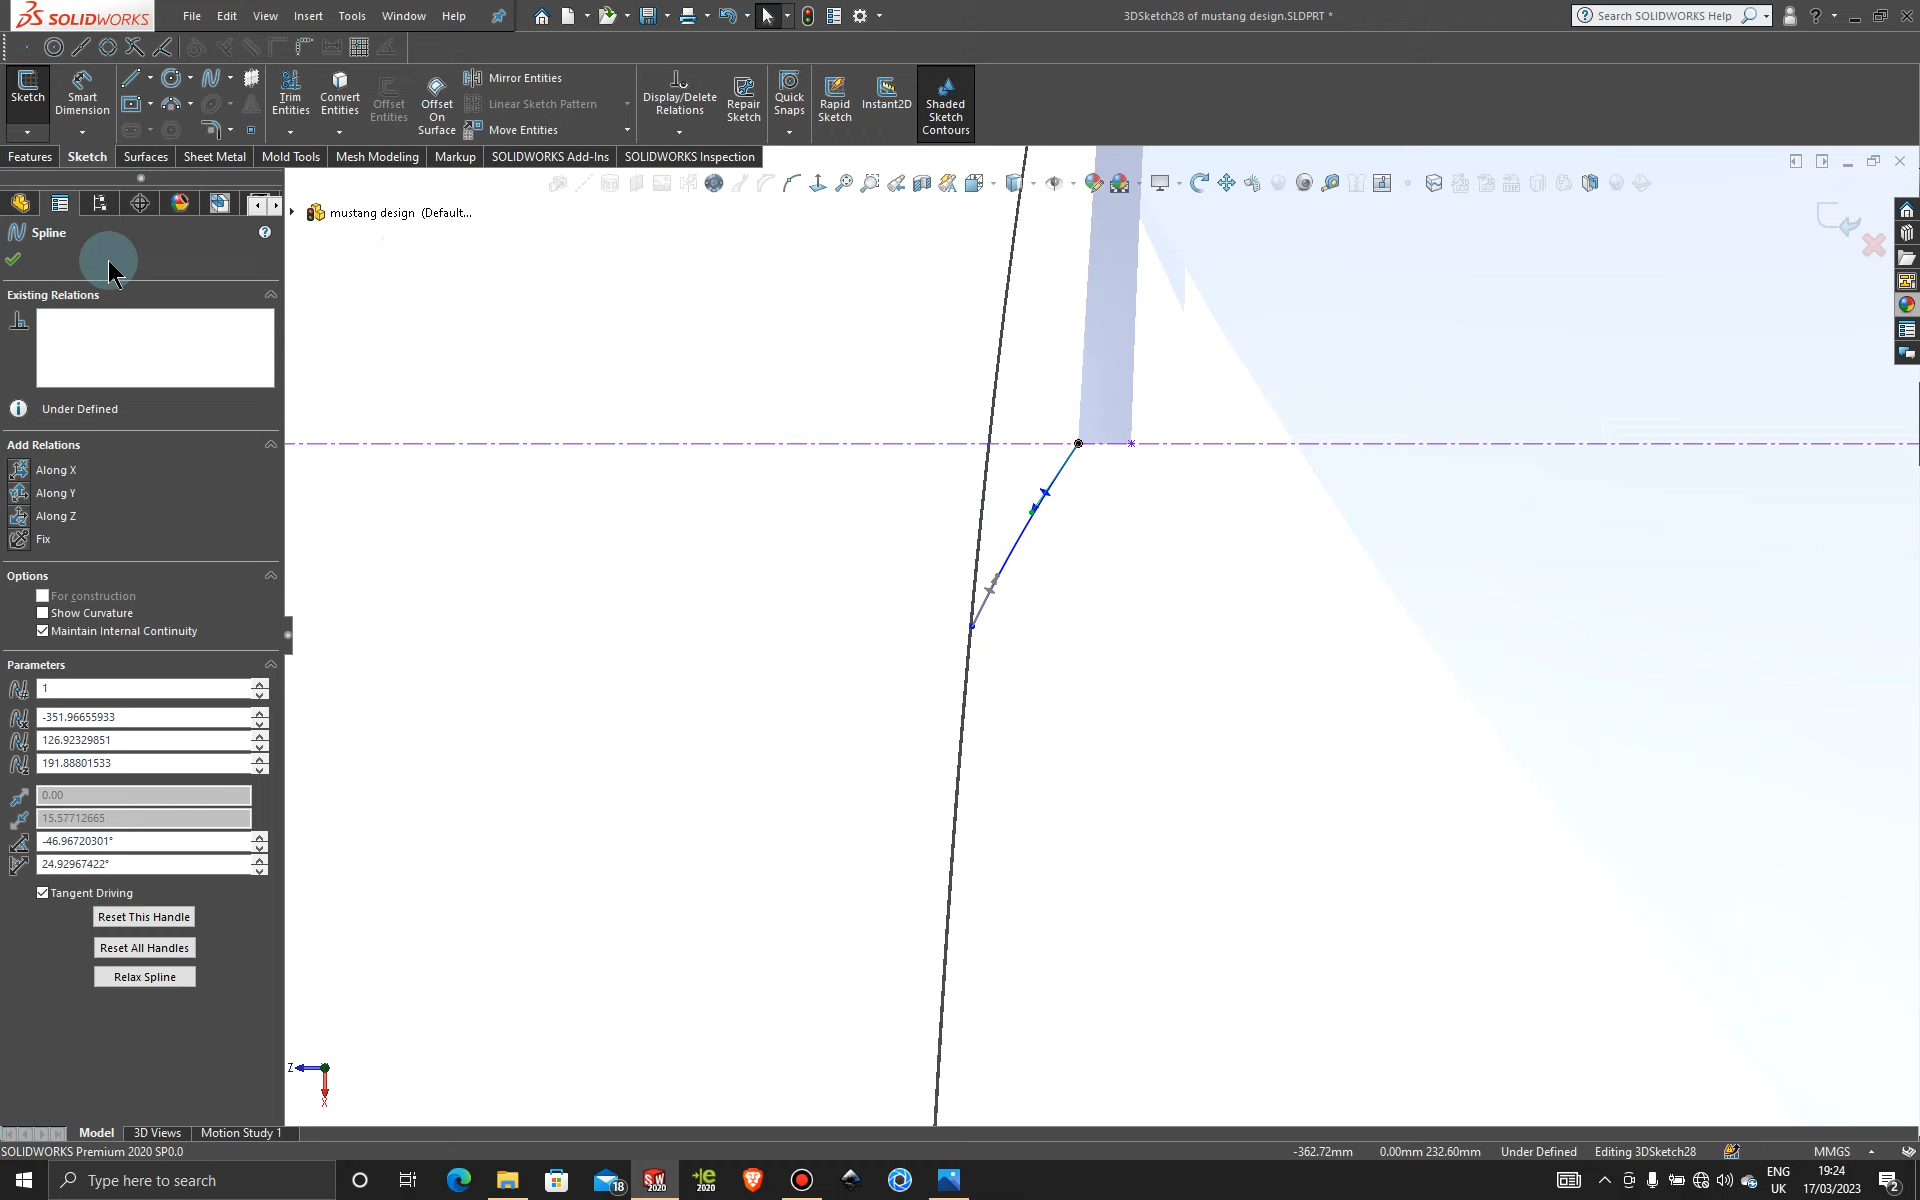 SOLIDWORKS
File Edit View Insert Tools Window Help
3DSketch28 of mustang design.SLDPRT *
Search SOLIDWORKS Help
Sketch
Smart Dimension
Trim Entities
Convert Entities
Offset Entities
Offset On Surface
Mirror Entities
Linear Sketch Pattern
Move Entities
Display/Delete Relations
Repair Sketch
Quick Snaps
Rapid Sketch
Instant2D
Shaded Sketch Contours
Features Sketch Surfaces Sheet Metal Mold Tools Mesh Modeling Markup SOLIDWORKS Add-Ins SOLIDWORKS Inspection
mustang design (Default...
Spline
Existing Relations
Under Defined
Add Relations
Along X
Along Y
Along Z
Fix
Options
For construction
Show Curvature
Maintain Internal Continuity
Parameters
1
-351.96655933
126.92329851
191.88801533
0.00
15.57712665
-46.96720301°
24.92967422°
Tangent Driving
Reset This Handle
Reset All Handles
Relax Spline
Z
X
Model 3D Views Motion Study 1
SOLIDWORKS Premium 2020 SP0.0
-362.72mm 0.00mm 232.60mm Under Defined Editing 3DSketch28 MMGS
Type here to search
18
SW 2020
e 2020
ENG
UK
19:24
17/03/2023
2